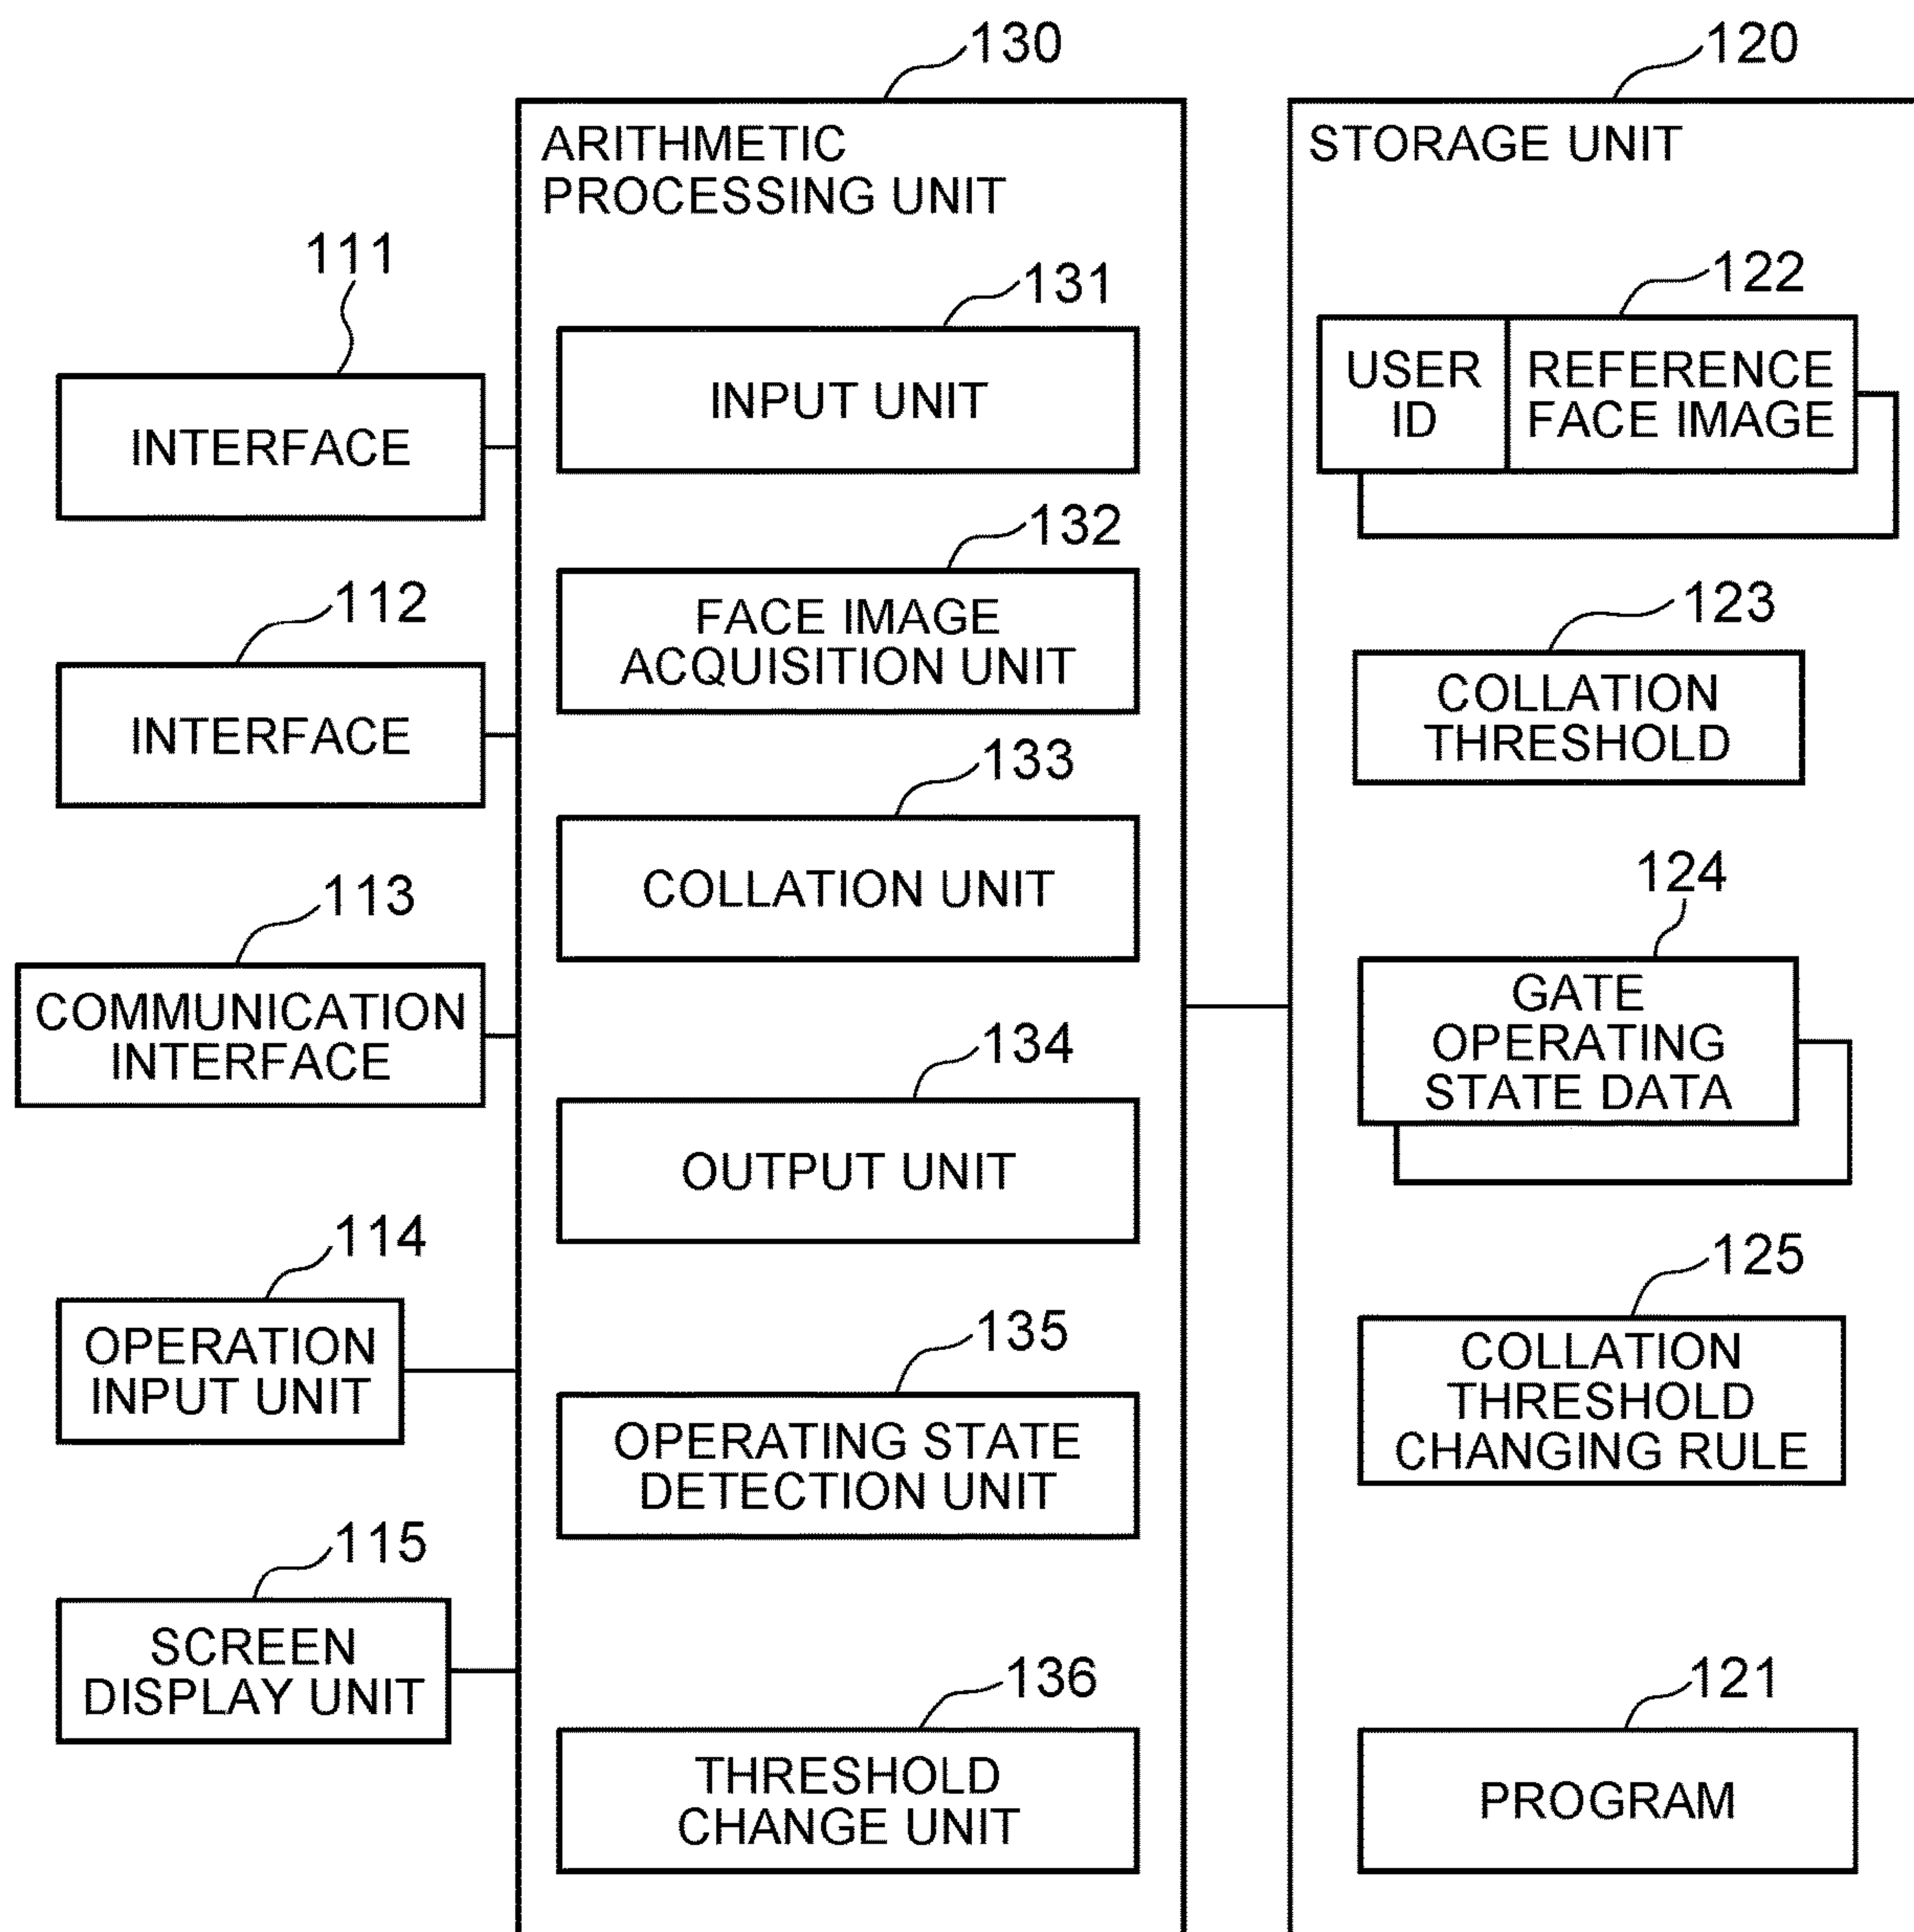 130
120
ARITHMETIC
PROCESSING UNIT
STORAGE UNIT
111
INTERFACE
112
INTERFACE
113
COMMUNICATION
INTERFACE
114
OPERATION
INPUT UNIT
115
SCREEN
DISPLAY UNIT
131
INPUT UNIT
132
FACE IMAGE
ACQUISITION UNIT
133
COLLATION UNIT
134
OUTPUT UNIT
135
OPERATING STATE
DETECTION UNIT
136
THRESHOLD
CHANGE UNIT
122
USER
ID
REFERENCE
FACE IMAGE
123
COLLATION
THRESHOLD
124
GATE
OPERATING
STATE DATA
125
COLLATION
THRESHOLD
CHANGING RULE
121
PROGRAM